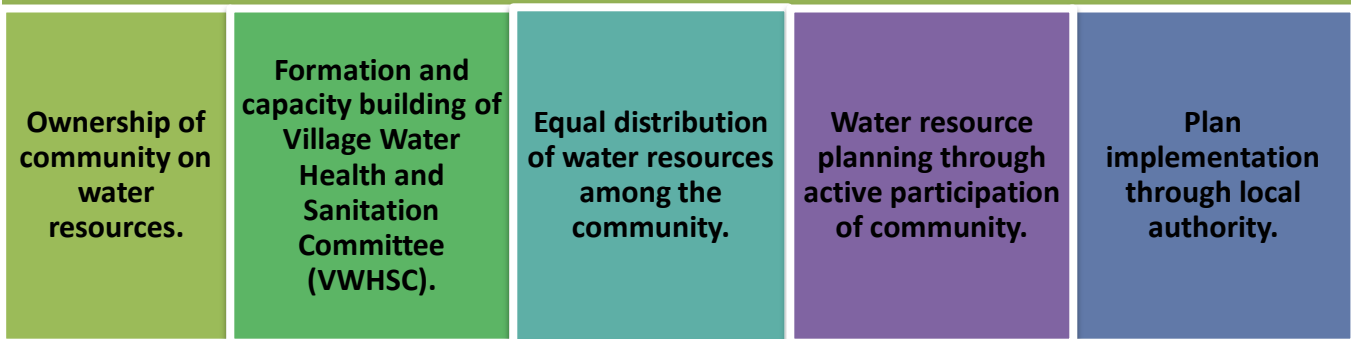 Ownership of
community on
water
resources.
Formation and
capacity building of
Village Water
Health and
Sanitation
Committee
(VWHSC).
Equal distribution
of water resources
among the
community.
Water resource
planning through
active participation
of community.
Plan
implementation
through local
authority.